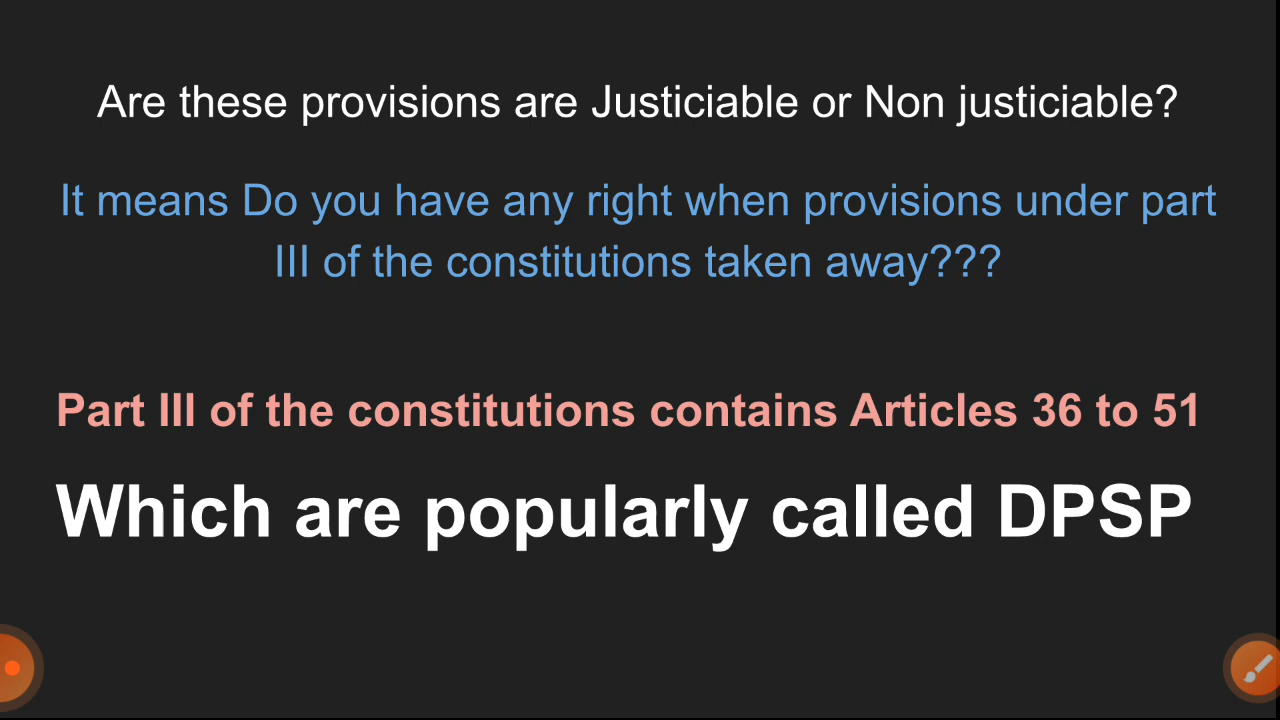 Are these provisions are Justiciable or Non justiciable?
It means Do you have any right when provisions under part
III of the constitutions taken away???
Part III of the constitutions contains Articles 36 to 51
Which are popularly called DPSP